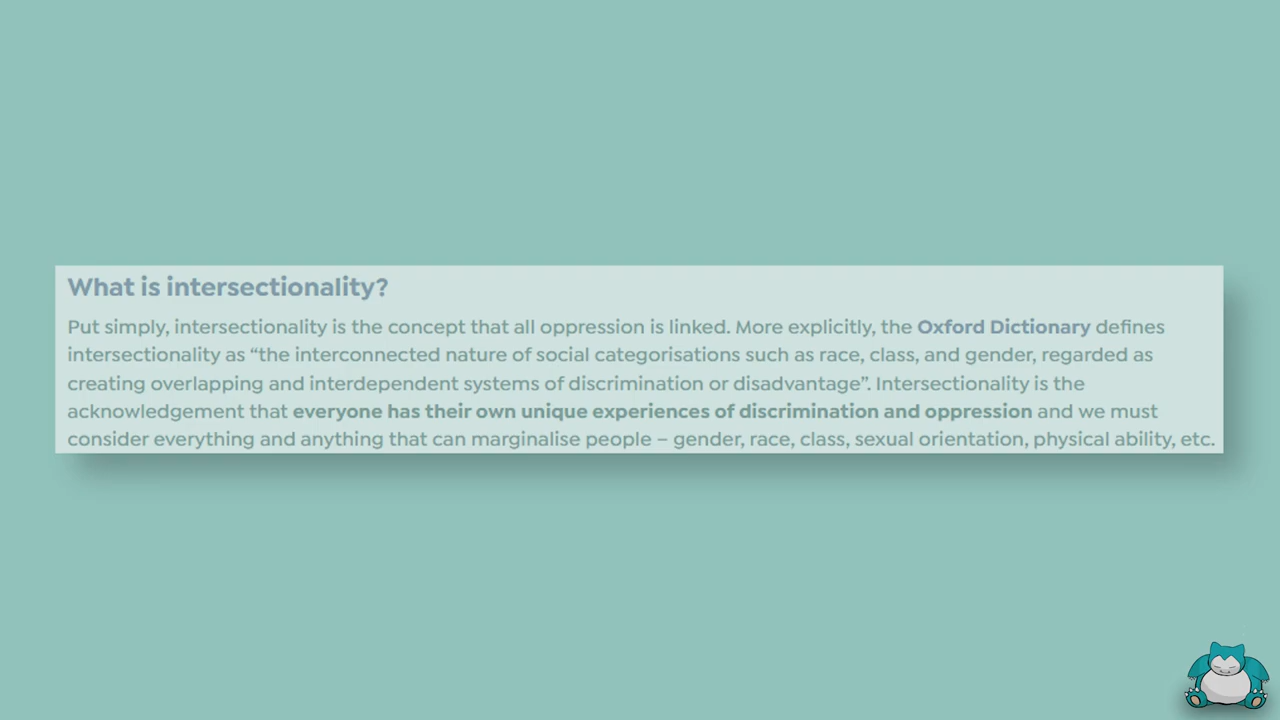 What is intersectionality?
Put simply, intersectionality is the concept that all oppression is linked. More explicitly, the Oxford Dictionary defines
intersectionality as “the interconnected nature of social categorisations such as race, class, and gender, regarded as
creating overlapping and interdependent systems of discrimination or disadvantage”. Intersectionality is the
acknowledgement that everyone has their own unique experiences of discrimination and oppression and we must
consider everything and anything that can marginalise people – gender, race, class, sexual orientation, physical ability, etc.